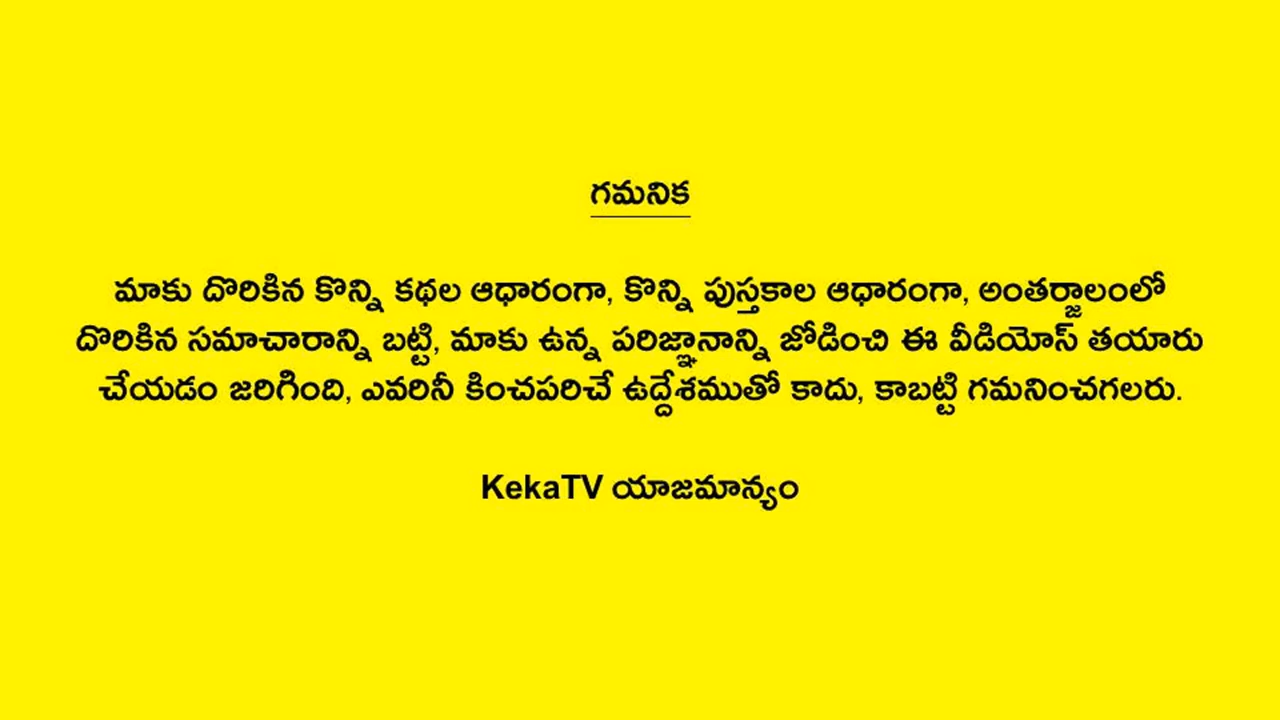 గమనిక
మాకు దొరికిన కొన్ని కథల ఆధారంగా, కొన్ని పుస్తకాల ఆధారంగా, అంతర్జాలంలో
దొరికిన సమాచారాన్ని బట్టి, మాకు ఉన్న పరిజ్ఞానాన్ని జోడించి ఈ వీడియోస్ తయారు
చేయడం జరిగింది, ఎవరినీ కించపరిచే ఉద్దేశముతో కాదు, కాబట్టి గమనించగలరు.
KekaTV యాజమాన్యం